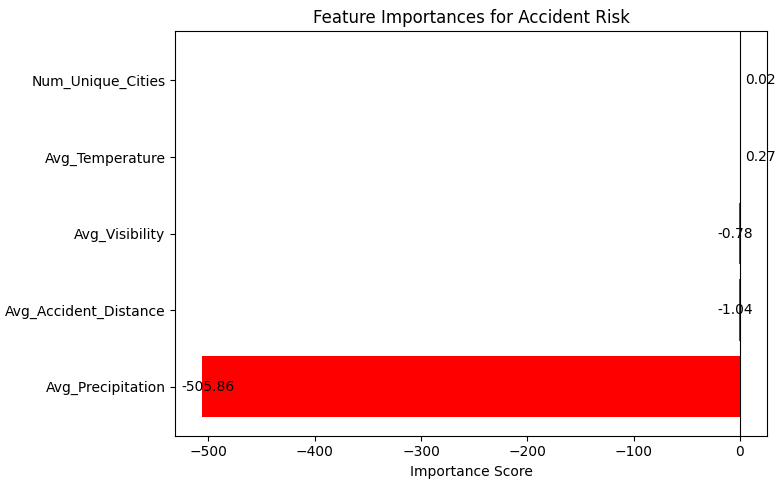 Feature Importances for Accident Risk
Num_Unique_Cities
0.02
Avg_Temperature
0.27
Avg_Visibility
-0.78
Avg_Accident_Distance
-1.04
Avg_Precipitation
-505.86
−500 −400 −300 −200 −100 0
Importance Score